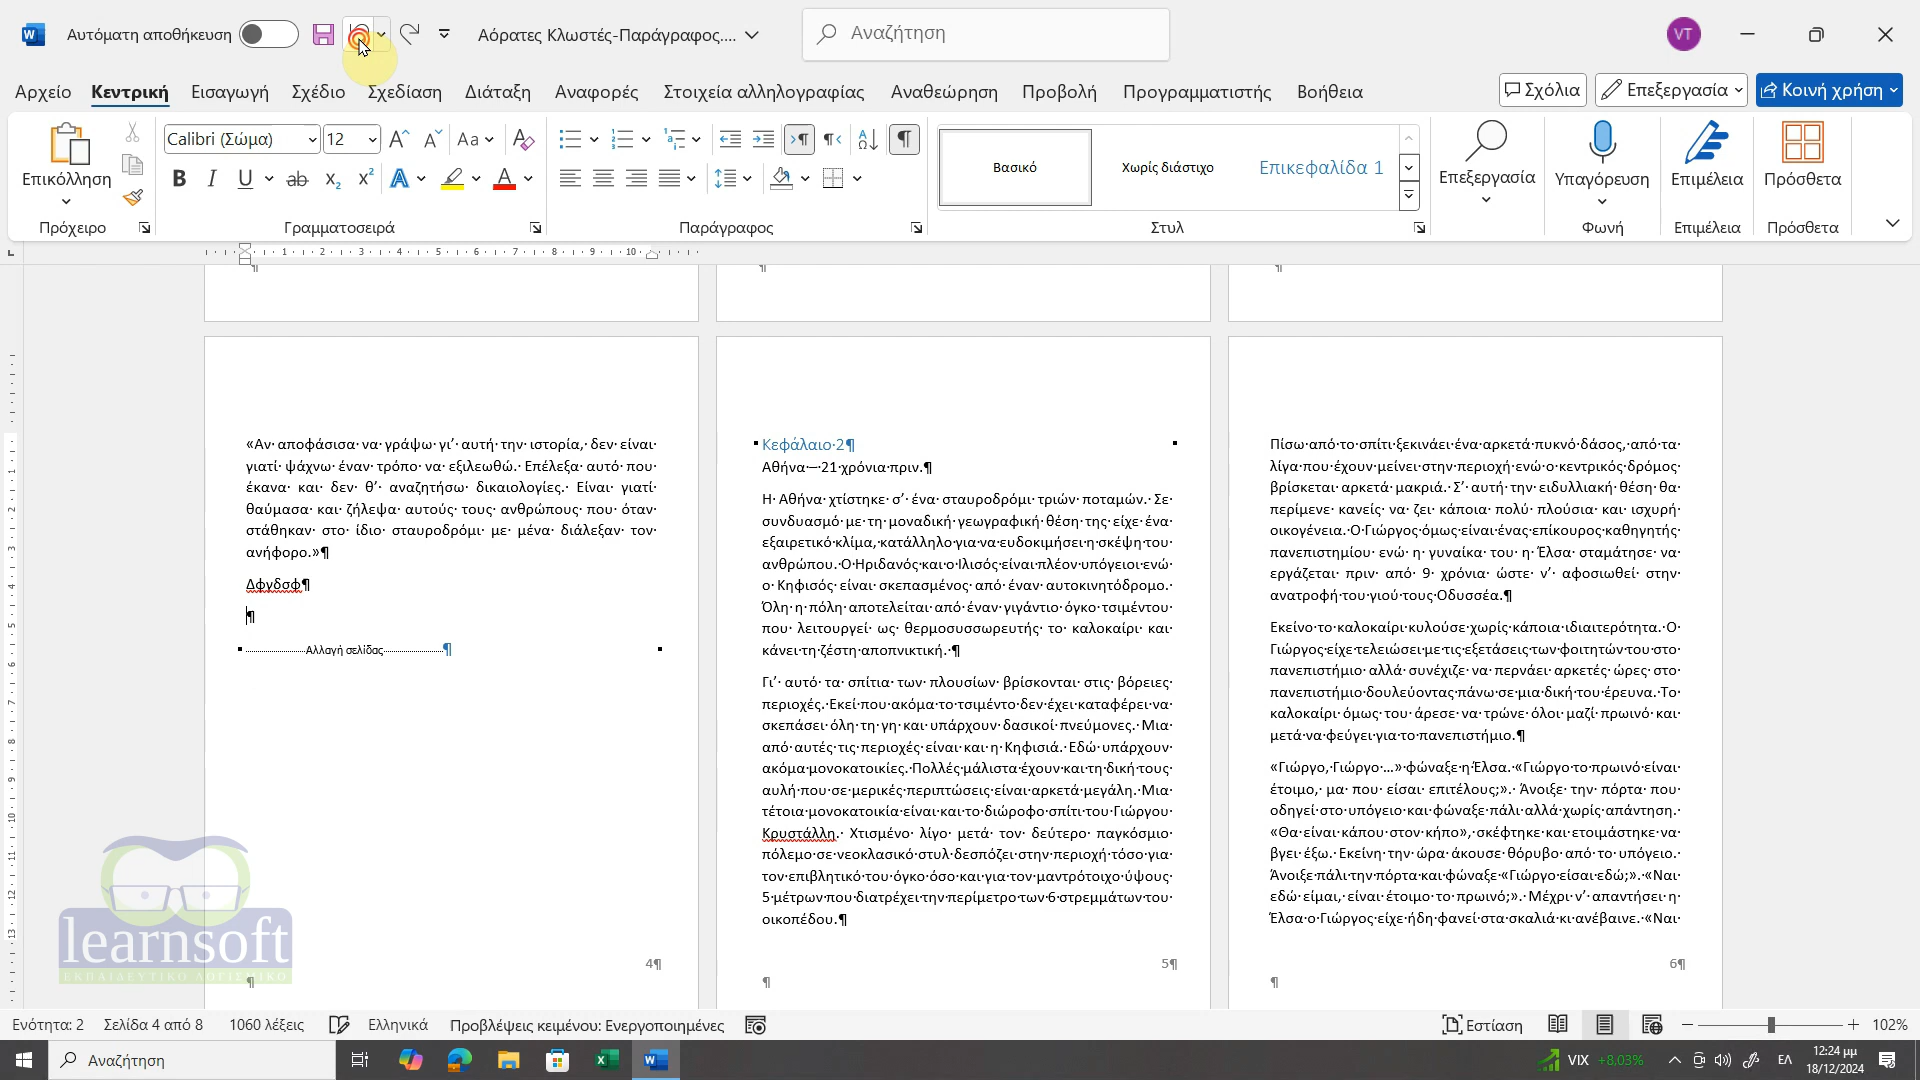 Αυτόματη αποθήκευση
Αόρατες Κλωστές-Παράγραφος....
Αναζήτηση
VT
Αρχείο Κεντρική Εισαγωγή Σχέδιο Σχεδίαση Διάταξη Αναφορές Στοιχεία αλληλογραφίας Αναθεώρηση Προβολή Προγραμματιστής Βοήθεια
Σχόλια Επεξεργασία Κοινή χρήση
Calibri (Σώμα) 12
Επικόλληση
Βασικό Χωρίς διάστιχο Επικεφαλίδα 1
Επεξεργασία Υπαγόρευση Επιμέλεια Πρόσθετα
Πρόχειρο Γραμματοσειρά Παράγραφος Στυλ Φωνή Επιμέλεια Πρόσθετα
«Αν αποφάσισα να γράψω γι’ αυτή την ιστορία, δεν είναι
γιατί ψάχνω έναν τρόπο να εξιλεωθώ. Επέλεξα αυτό που
έκανα και δεν θ’ αναζητήσω δικαιολογίες. Είναι γιατί
θαύμασα και ζήλεψα αυτούς τους ανθρώπους που όταν
στάθηκαν στο ίδιο σταυροδρόμι με μένα διάλεξαν τον
ανήφορο.»¶
Δφγδσφ¶
¶
Αλλαγή σελίδας¶
4¶
¶
Κεφάλαιο 2¶
Αθήνα – 21 χρόνια πριν.¶
Η Αθήνα χτίστηκε σ’ ένα σταυροδρόμι τριών ποταμών. Σε
συνδυασμό με τη μοναδική γεωγραφική θέση της είχε ένα
εξαιρετικό κλίμα, κατάλληλο για να ευδοκιμήσει η σκέψη του
ανθρώπου. Ο Ηριδανός και ο Ιλισός είναι πλέον υπόγειοι ενώ
ο Κηφισός είναι σκεπασμένος από έναν αυτοκινητόδρομο.
Όλη η πόλη αποτελείται από έναν γιγάντιο όγκο τσιμέντου
που λειτουργεί ως θερμοσυσσωρευτής το καλοκαίρι και
κάνει τη ζέστη αποπνικτική. ¶
Γι’ αυτό τα σπίτια των πλουσίων βρίσκονται στις βόρειες
περιοχές. Εκεί που ακόμα το τσιμέντο δεν έχει καταφέρει να
σκεπάσει όλη τη γη και υπάρχουν δασικοί πνεύμονες. Μια
από αυτές τις περιοχές είναι και η Κηφισιά. Εδώ υπάρχουν
ακόμα μονοκατοικίες. Πολλές μάλιστα έχουν και τη δική τους
αυλή που σε μερικές περιπτώσεις είναι αρκετά μεγάλη. Μια
τέτοια μονοκατοικία είναι και το διώροφο σπίτι του Γιώργου
Κρυστάλλη. Χτισμένο λίγο μετά τον δεύτερο παγκόσμιο
πόλεμο σε νεοκλασικό στυλ δεσπόζει στην περιοχή τόσο για
τον επιβλητικό του όγκο όσο και για τον μαντρότοιχο ύψους
5 μέτρων που διατρέχει την περίμετρο των 6 στρεμμάτων του
οικοπέδου.¶
5¶
¶
Πίσω από το σπίτι ξεκινάει ένα αρκετά πυκνό δάσος, από τα
λίγα που έχουν μείνει στην περιοχή ενώ ο κεντρικός δρόμος
βρίσκεται αρκετά μακριά. Σ’ αυτή την ειδυλλιακή θέση θα
περίμενε κανείς να ζει κάποια πολύ πλούσια και ισχυρή
οικογένεια. Ο Γιώργος όμως είναι ένας επίκουρος καθηγητής
πανεπιστημίου ενώ η γυναίκα του η Έλσα σταμάτησε να
εργάζεται πριν από 9 χρόνια ώστε ν’ αφοσιωθεί στην
ανατροφή του γιού τους Οδυσσέα.¶
Εκείνο το καλοκαίρι κυλούσε χωρίς κάποια ιδιαιτερότητα. Ο
Γιώργος είχε τελειώσει με τις εξετάσεις των φοιτητών του στο
πανεπιστήμιο αλλά συνέχιζε να περνάει αρκετές ώρες στο
πανεπιστήμιο δουλεύοντας πάνω σε μια δική του έρευνα. Το
καλοκαίρι όμως του άρεσε να τρώνε όλοι μαζί πρωινό και
μετά να φεύγει για το πανεπιστήμιο.¶
«Γιώργο, Γιώργο ...» φώναξε η Έλσα. «Γιώργο το πρωινό είναι
έτοιμο, μα που είσαι επιτέλους;». Άνοιξε την πόρτα που
οδηγεί στο υπόγειο και φώναξε πάλι αλλά χωρίς απάντηση.
«Θα είναι κάπου στον κήπο», σκέφτηκε και ετοιμάστηκε να
βγει έξω. Εκείνη την ώρα άκουσε θόρυβο από το υπόγειο.
Άνοιξε πάλι την πόρτα και φώναξε «Γιώργο είσαι εδώ;». «Ναι
εδώ είμαι, είναι έτοιμο το πρωινό;». Μέχρι ν’ απαντήσει η
Έλσα ο Γιώργος είχε ήδη φανεί στα σκαλιά κι ανέβαινε. «Ναι
6¶
¶
learnsoft
ΕΚΠΑΙΔΕΥΤΙΚΟ ΛΟΓΙΣΜΙΚΟ
Ενότητα: 2 Σελίδα 4 από 8 1060 λέξεις Ελληνικά Προβλέψεις κειμένου: Ενεργοποιημένες Εστίαση 102%
Αναζήτηση
VIX +8,03% ΕΛ
12:24 μμ
18/12/2024